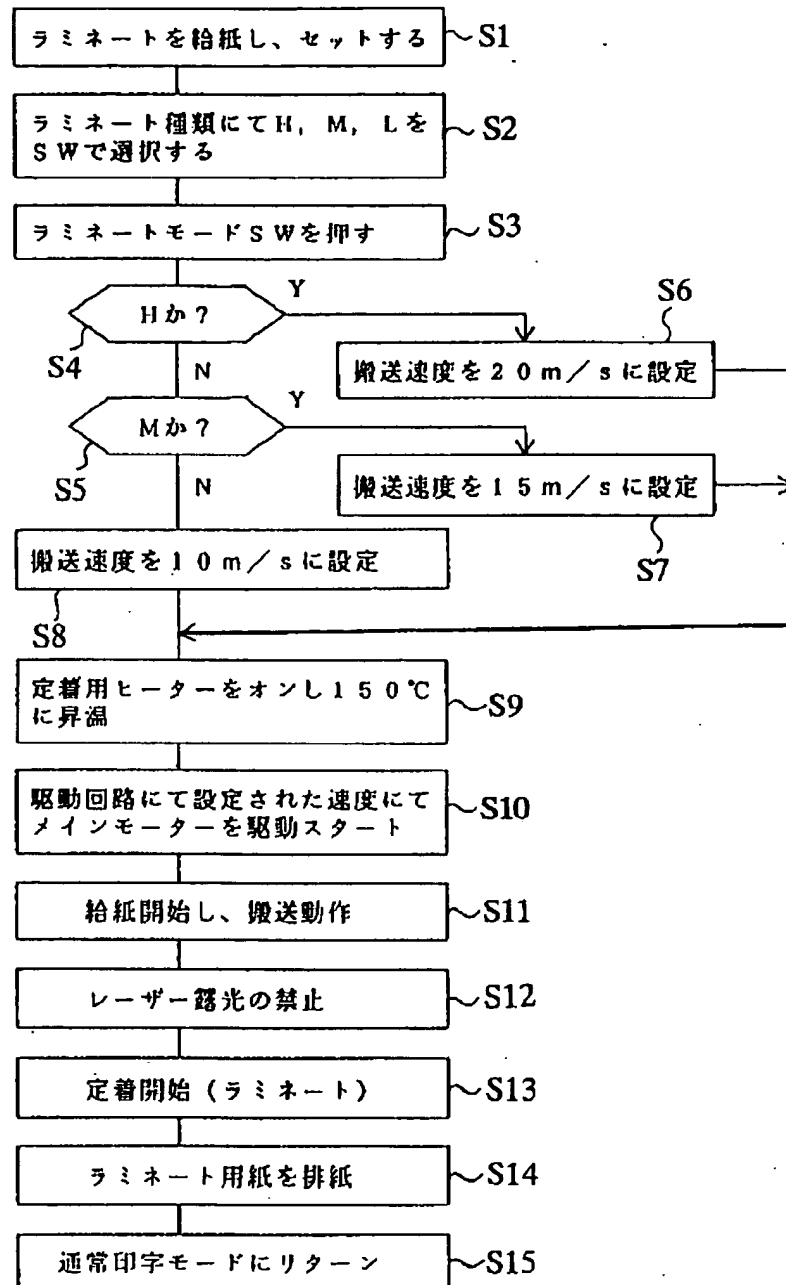 ラミネートを給紙し、セットする S1
ラミネート種類にてH, M, Lを
SWで選択する S2
ラミネートモードSWを押す S3
Hか? Y
S4 N
S6
搬送速度を20m/sに設定
Mか? Y
S5 N
搬送速度を15m/sに設定
S7
搬送速度を10m/sに設定
S8
定着用ヒーターをオンし150℃
に昇温 S9
駆動回路にて設定された速度にて
メインモーターを駆動スタート S10
給紙開始し、搬送動作 S11
レーザー露光の禁止 S12
定着開始(ラミネート) S13
ラミネート用紙を排紙 S14
通常印字モードにリターン S15